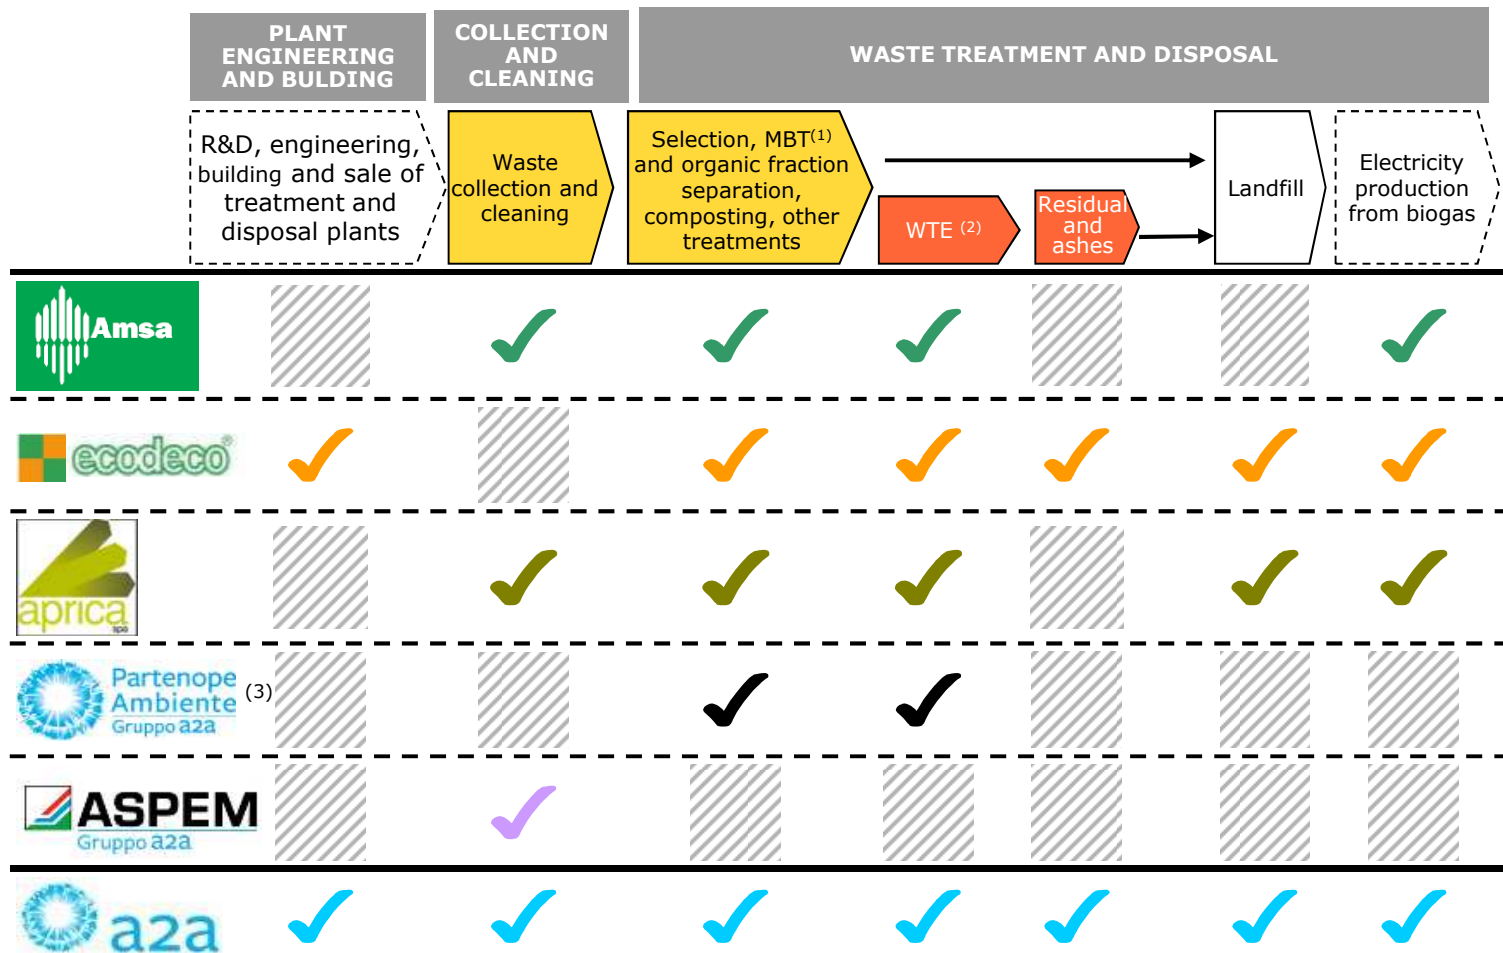 PLANT
ENGINEERING
AND BULDING
COLLECTION
AND
CLEANING
WASTE TREATMENT AND DISPOSAL
R&D, engineering,
building and sale of
treatment and
disposal plants
Waste
collection and
cleaning
Selection, MBT(1)
and organic fraction
separation,
composting, other
treatments
WTE (2)
Residual
and
ashes
Landfill
Electricity
production
from biogas
Amsa
ecodeco®
aprica
spa
Partenope
Ambiente
Gruppo a2a
(3)
ASPEM
Gruppo a2a
a2a